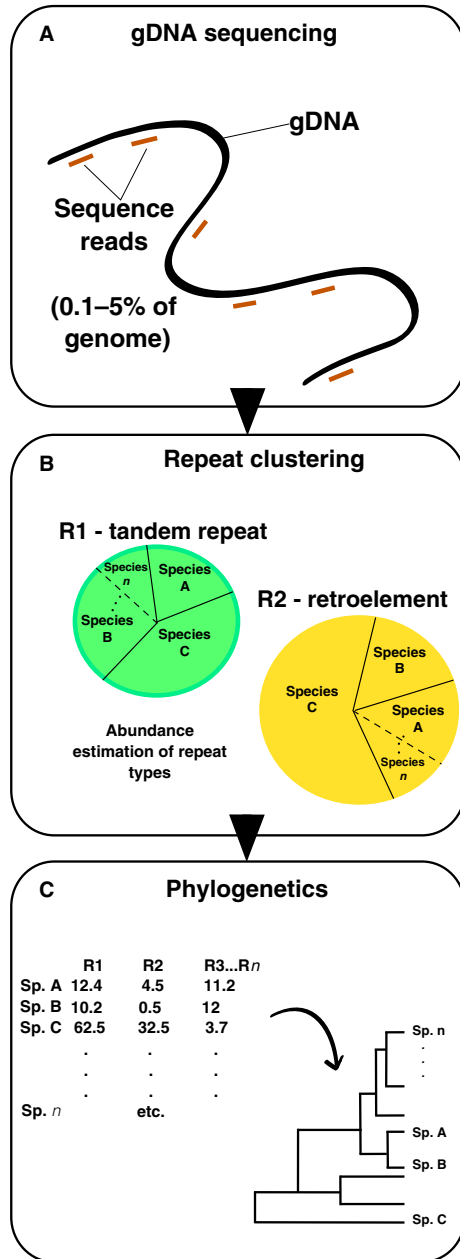 A
gDNA sequencing
gDNA
Sequence
reads
(0.1–5% of
genome)
B
Repeat clustering
R1 - tandem repeat
Species
n
Species
A
Species
B
Species
C
R2 - retroelement
Species
B
Species
C
Species
A
Species
n
Abundance
estimation of repeat
types
C
Phylogenetics
R1 R2 R3...Rn
Sp. A 12.4 4.5 11.2
Sp. B 10.2 0.5 12
Sp. C 62.5 32.5 3.7
. . .
. . .
. . .
Sp. n etc.
Sp. n
.
.
.
.
Sp. A
Sp. B
Sp. C